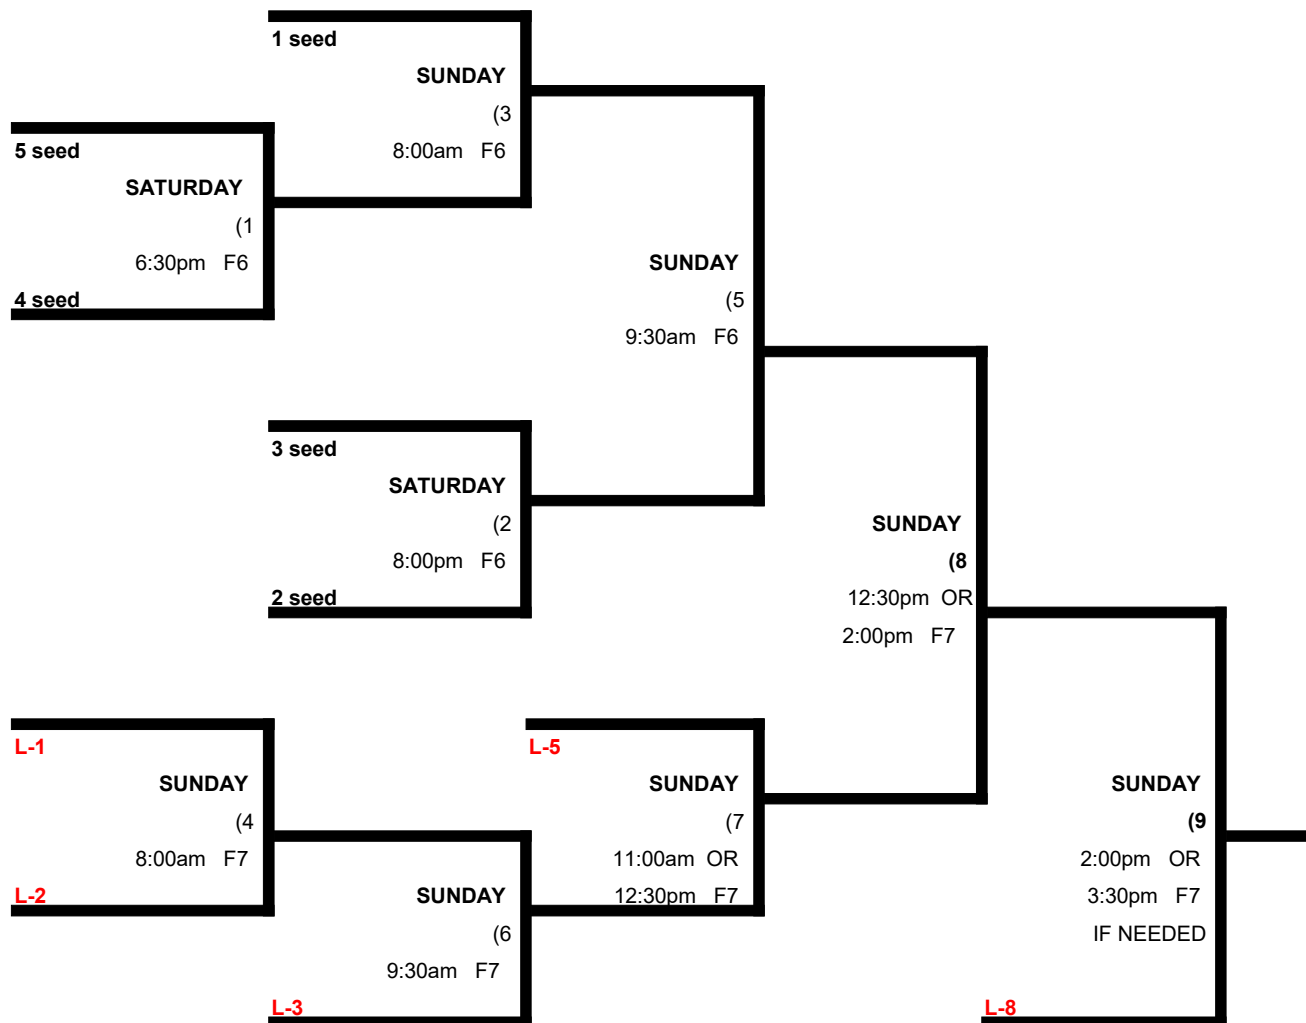 1 seed
SUNDAY
(3
8:00am F6
5 seed
SATURDAY
(1
6:30pm F6
4 seed
SUNDAY
(5
9:30am F6
3 seed
SATURDAY
(2
8:00pm F6
2 seed
SUNDAY
(8
12:30pm OR
2:00pm F7
L-1
SUNDAY
(4
8:00am F7
L-2
L-5
SUNDAY
(7
11:00am OR
12:30pm F7
SUNDAY
(6
9:30am F7
L-3
SUNDAY
(9
2:00pm OR
3:30pm F7
IF NEEDED
L-8